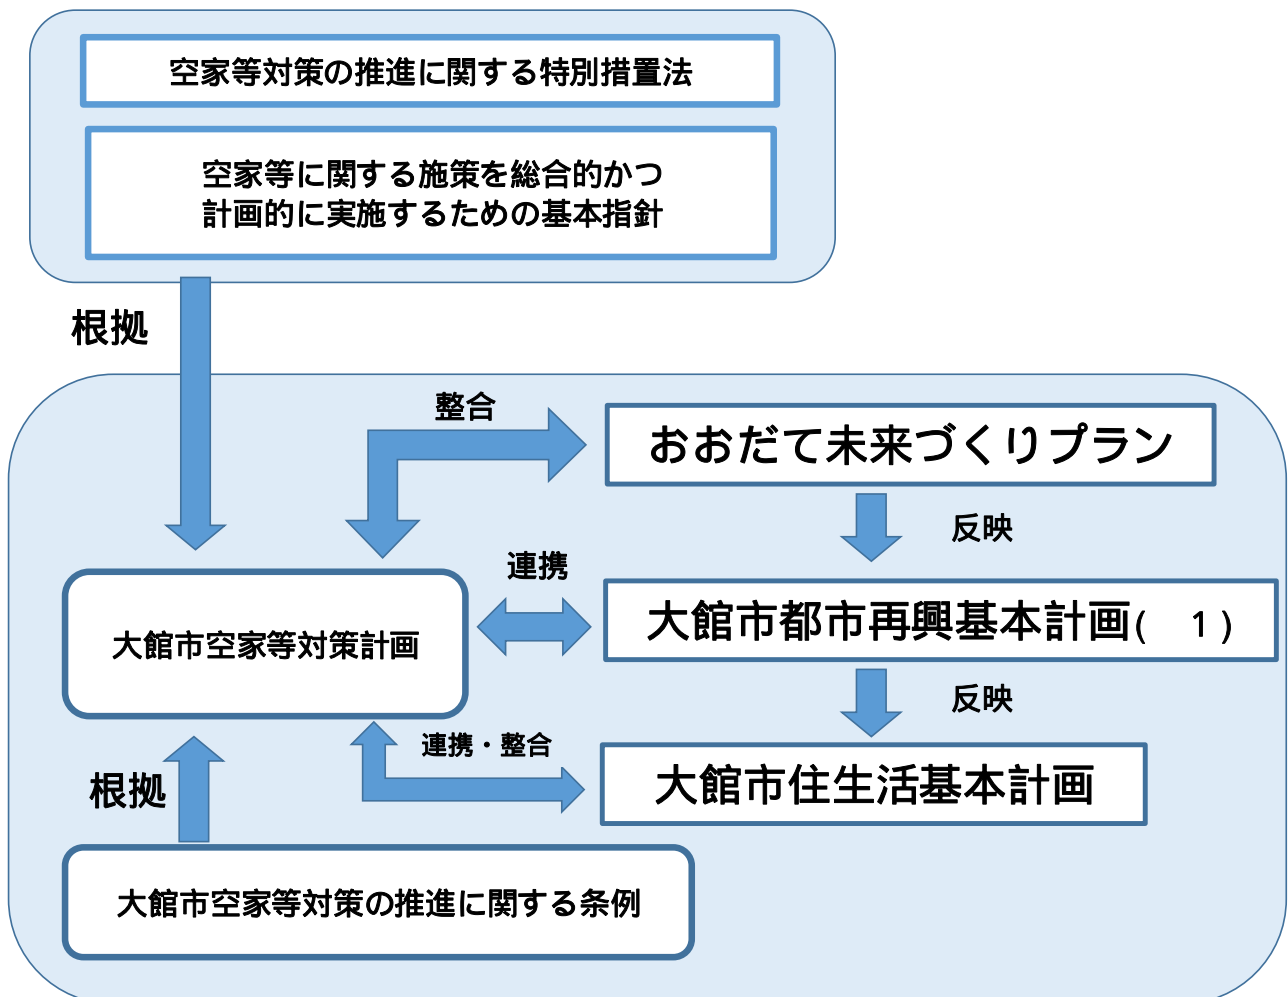 空家等対策の推進に関する特別措置法
空家等に関する施策を総合的かつ
計画的に実施するための基本指針
根拠
整合
おおだて未来づくりプラン
反映
連携
大館市空家等対策計画
大館市都市再興基本計画(　1)
反映
連携・整合
大館市住生活基本計画
根拠
大館市空家等対策の推進に関する条例